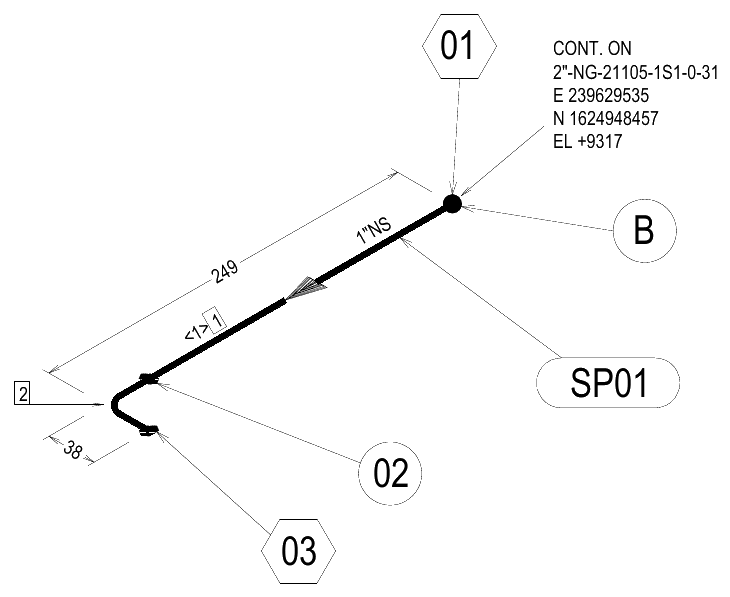 01
CONT. ON
2"-NG-21105-1S1-0-31
E 239629535
N 1624948457
EL +9317
B
1"NS
249
<1> 1
SP01
2
38
02
03